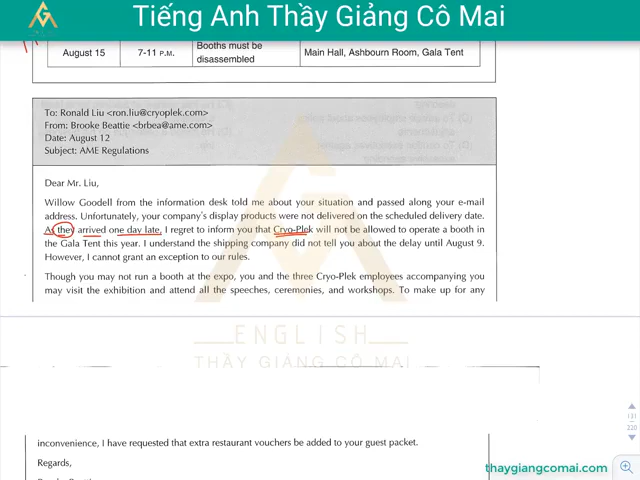 Tiếng Anh Thầy Giảng Cô Mai
August 15
7-11 P.M.
Booths must be
disassembled
Main Hall, Ashbourn Room, Gala Tent
To: Ronald Liu <ron.liu@cryoplek.com>
From: Brooke Beattie <brbea@ame.com>
Date: August 12
Subject: AME Regulations
Dear Mr. Liu,
Willow Goodell from the information desk told me about your situation and passed along your e-mail
address. Unfortunately, your company's display products were not delivered on the scheduled delivery date.
As they arrived one day late, I regret to inform you that Cryo-Plek will not be allowed to operate a booth in
the Gala Tent this year. I understand the shipping company did not tell you about the delay until August 9.
However, I cannot grant an exception to our rules.
Though you may not run a booth at the expo, you and the three Cryo-Plek employees accompanying you
may visit the exhibition and attend all the speeches, ceremonies, and workshops. To make up for any
ENGLISH
THẦY GIẢNG CÔ MAI
inconvenience, I have requested that extra restaurant vouchers be added to your guest packet.
Regards,
thaygiangcomai.com
220